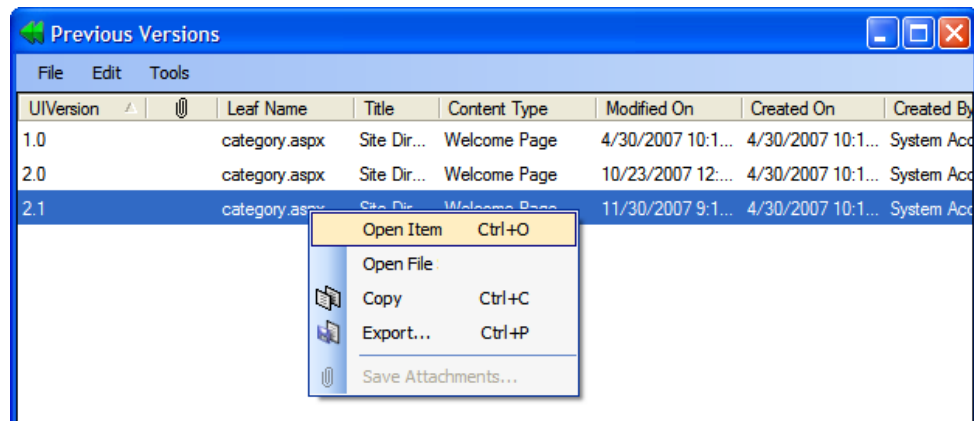 Previous Versions
File Edit Tools
UIVersion Leaf Name Title Content Type Modified On Created On Created By
1.0 category.aspx Site Dir... Welcome Page 4/30/2007 10:1... 4/30/2007 10:1... System Acc
2.0 category.aspx Site Dir... Welcome Page 10/23/2007 12:... 4/30/2007 10:1... System Acc
2.1 category.aspx Site Dir... Welcome Page 11/30/2007 9:1... 4/30/2007 10:1... System Acc
Open Item Ctrl+O
Open File
Copy Ctrl+C
Export... Ctrl+P
Save Attachments...